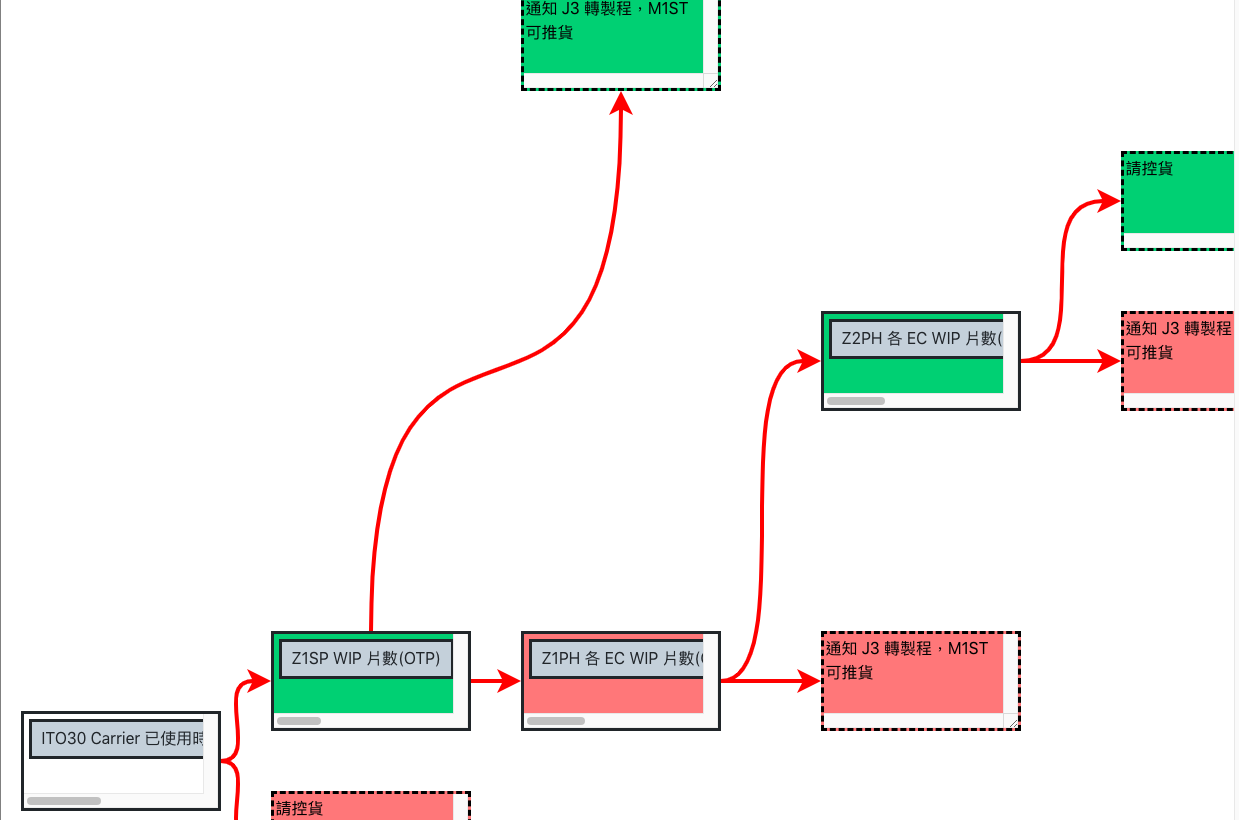 通知 J3 轉製程，M1ST
可推貨
請控貨
通知 J3 轉製程
可推貨
Z2PH 各 EC WIP 片數(
Z1SP WIP 片數(OTP)
Z1PH 各 EC WIP 片數(
通知 J3 轉製程，M1ST
可推貨
ITO30 Carrier 已使用時
請控貨